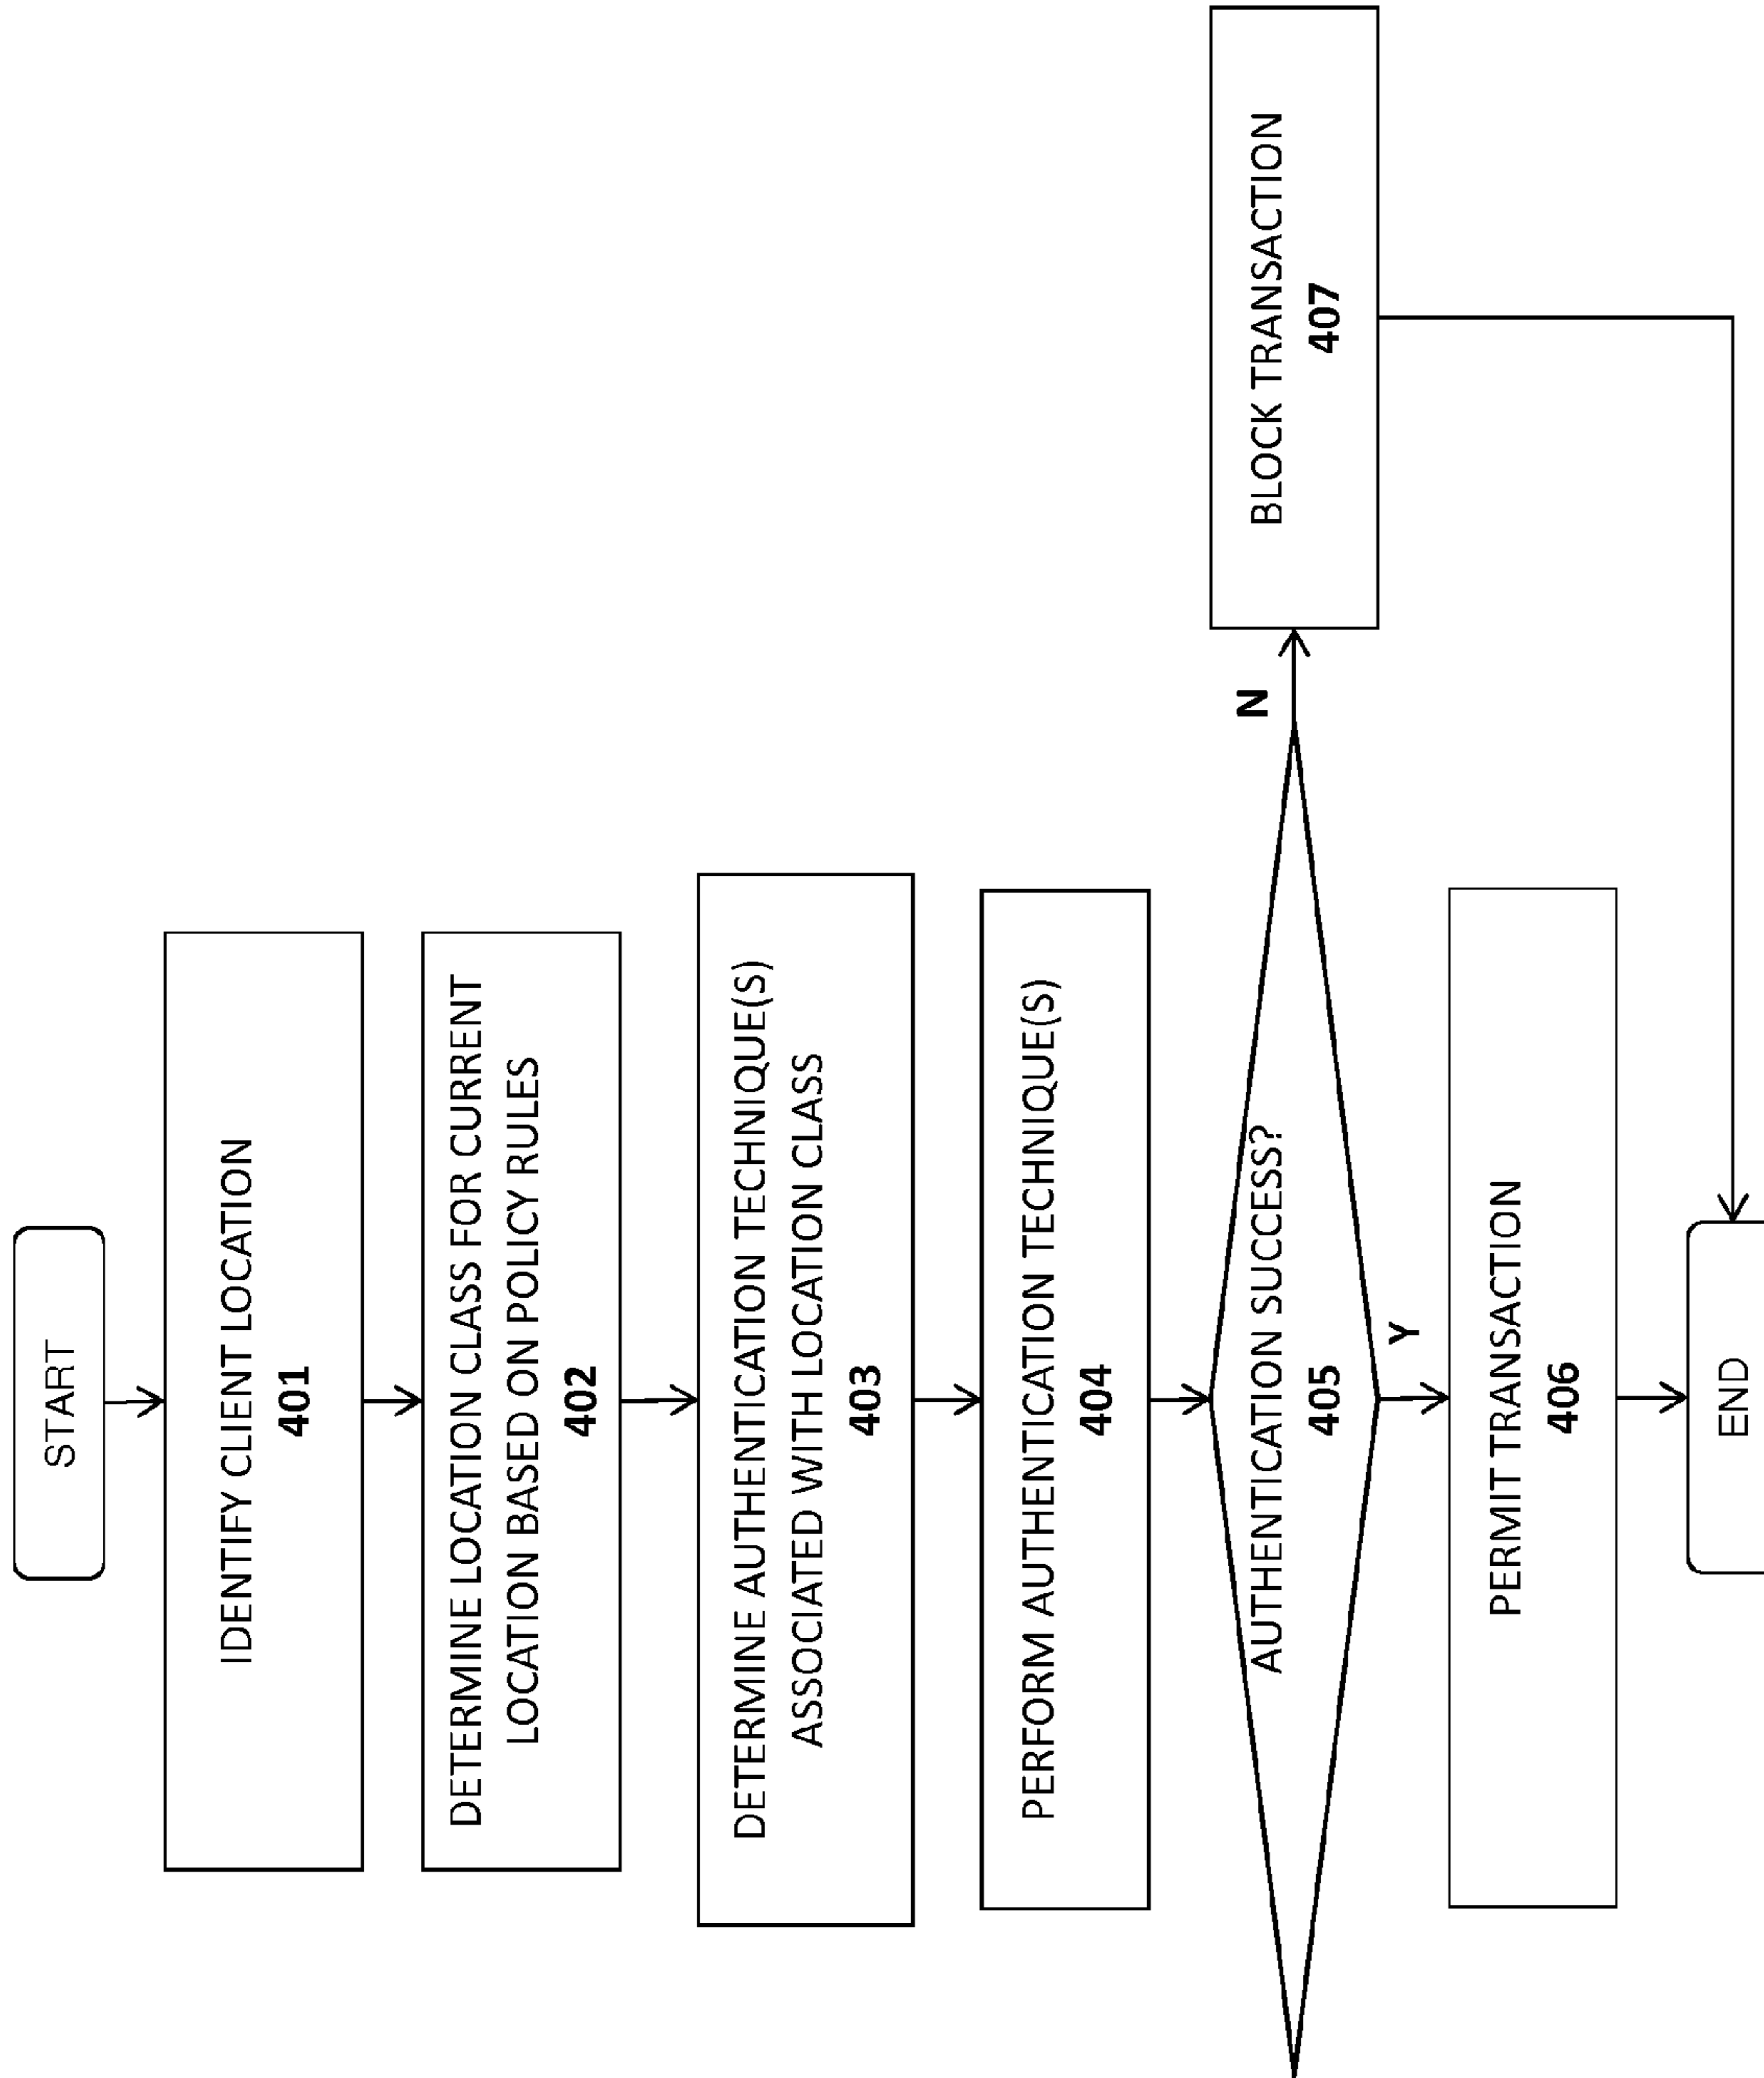 START
IDENTIFY CLIENT LOCATION
401
DETERMINE LOCATION CLASS FOR CURRENT
LOCATION BASED ON POLICY RULES
402
DETERMINE AUTHENTICATION TECHNIQUE(S)
ASSOCIATED WITH LOCATION CLASS
403
PERFORM AUTHENTICATION TECHNIQUE(S)
404
AUTHENTICATION SUCCESS?
405
N
BLOCK TRANSACTION
407
Y
PERMIT TRANSACTION
406
END